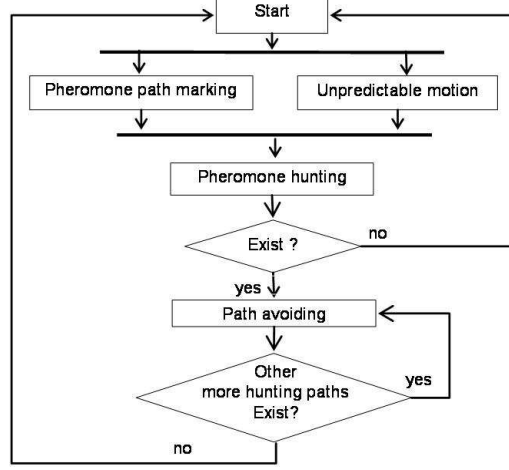 Start
Pheromone path marking
Unpredictable motion
Pheromone hunting
Exist ?
no
yes
Path avoiding
Other
more hunting paths
Exist?
yes
no